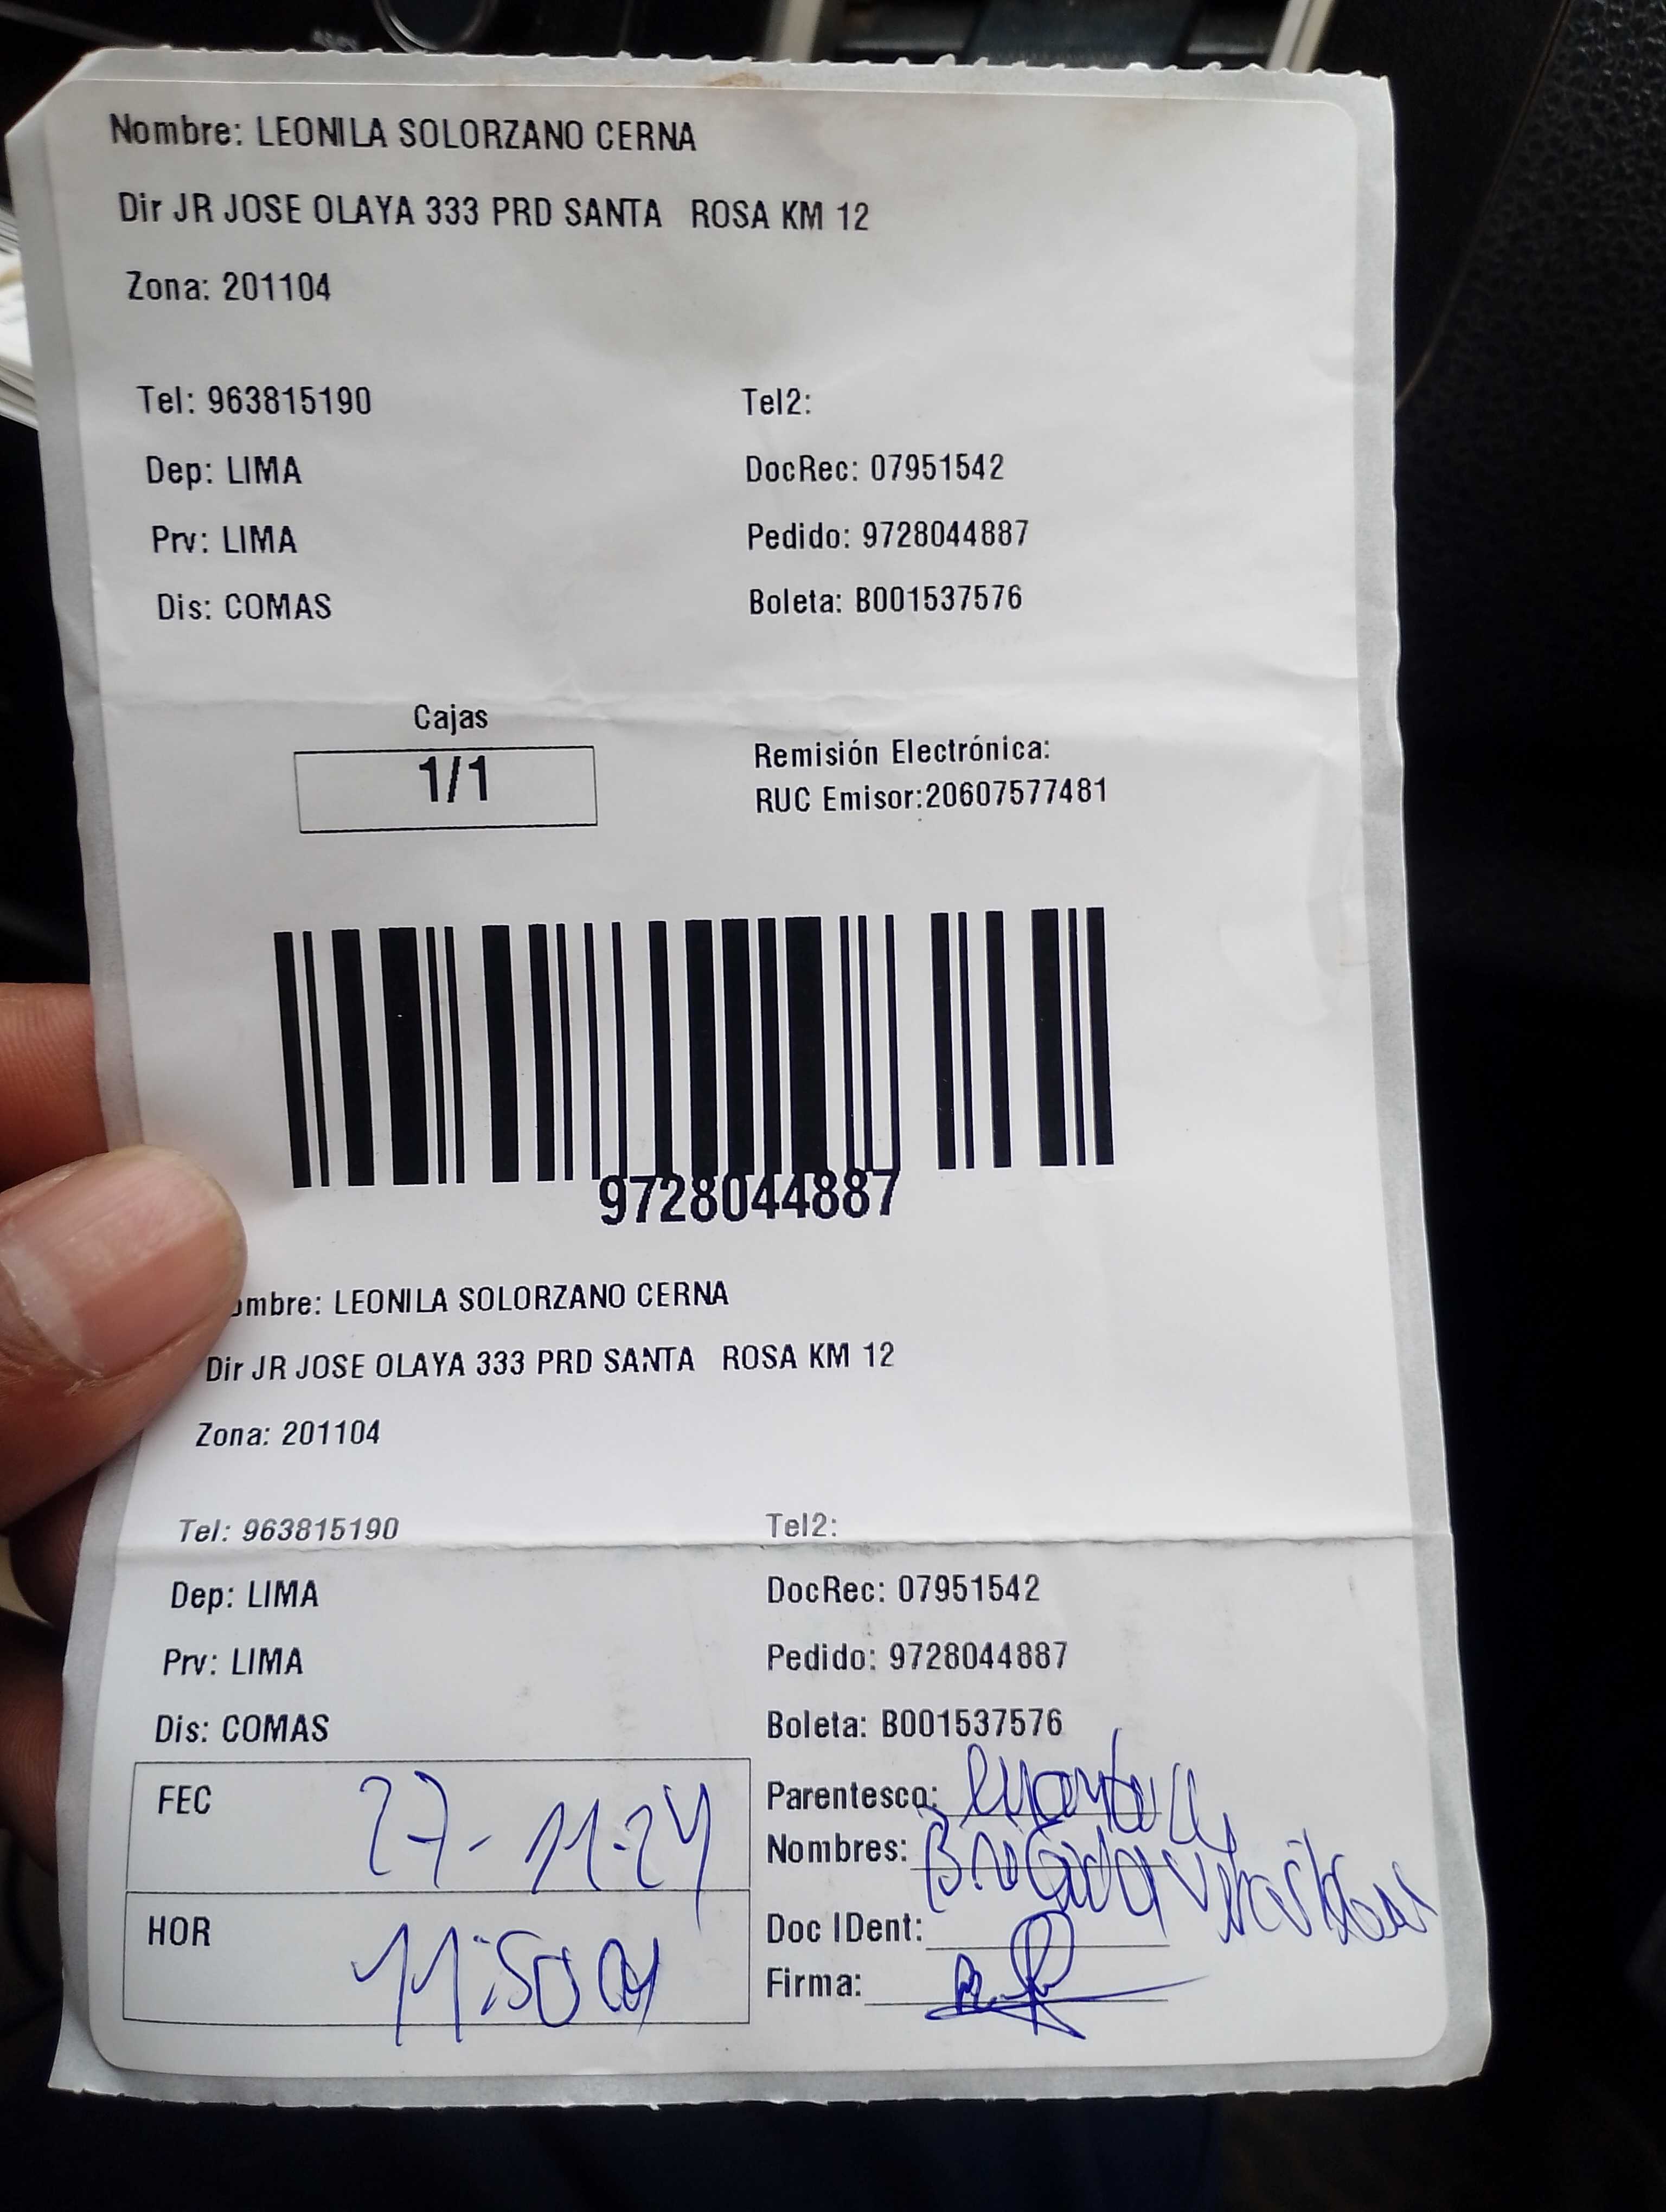 Nombre: LEONILA SOLORZANO CERNA
Dir JR JOSE OLAYA 333 PRD SANTA ROSA KM 12
Zona: 201104
Tel: 963815190 Tel2:
Dep: LIMA DocRec: 07951542
Prv: LIMA Pedido: 9728044887
Dis: COMAS Boleta: B001537576
Cajas
1/1
Remisión Electrónica:
RUC Emisor:20607577481
9728044887
ombre: LEONILA SOLORZANO CERNA
Dir JR JOSE OLAYA 333 PRD SANTA ROSA KM 12
Zona: 201104
Tel: 963815190 Tel2:
Dep: LIMA DocRec: 07951542
Prv: LIMA Pedido: 9728044887
Dis: COMAS Boleta: B001537576
FEC 27-11-24
HOR 11:50
Parentesco:
Nombres:
Doc IDent:
Firma: